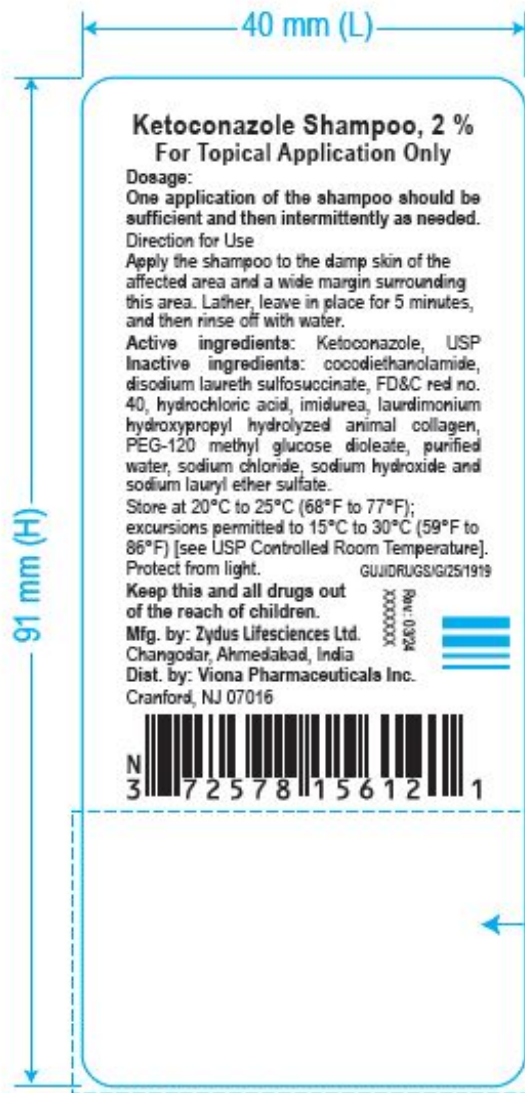 40 mm (L)
91 mm (H)
Ketoconazole Shampoo, 2 %
For Topical Application Only
Dosage:
One application of the shampoo should be
sufficient and then intermittently as needed.
Direction for Use
Apply the shampoo to the damp skin of the
affected area and a wide margin surrounding
this area. Lather, leave in place for 5 minutes,
and then rinse off with water.
Active ingredients: Ketoconazole, USP
Inactive ingredients: cocodiethanolamide,
disodium laureth sulfosuccinate, FD&C red no.
40, hydrochloric acid, imidurea, laurdimonium
hydroxypropyl hydrolyzed animal collagen,
PEG-120 methyl glucose dioleate, purified
water, sodium chloride, sodium hydroxide and
sodium lauryl ether sulfate.
Store at 20°C to 25°C (68°F to 77°F);
excursions permitted to 15°C to 30°C (59°F to
86°F) [see USP Controlled Room Temperature].
Protect from light. GUJ/DRUGS/G/25/1919
Keep this and all drugs out
of the reach of children.
Mfg. by: Zydus Lifesciences Ltd.
Changodar, Ahmedabad, India
Dist. by: Viona Pharmaceuticals Inc.
Cranford, NJ 07016
Rev.: 03/24
XXXXXXX
N
3 72578 15612 1